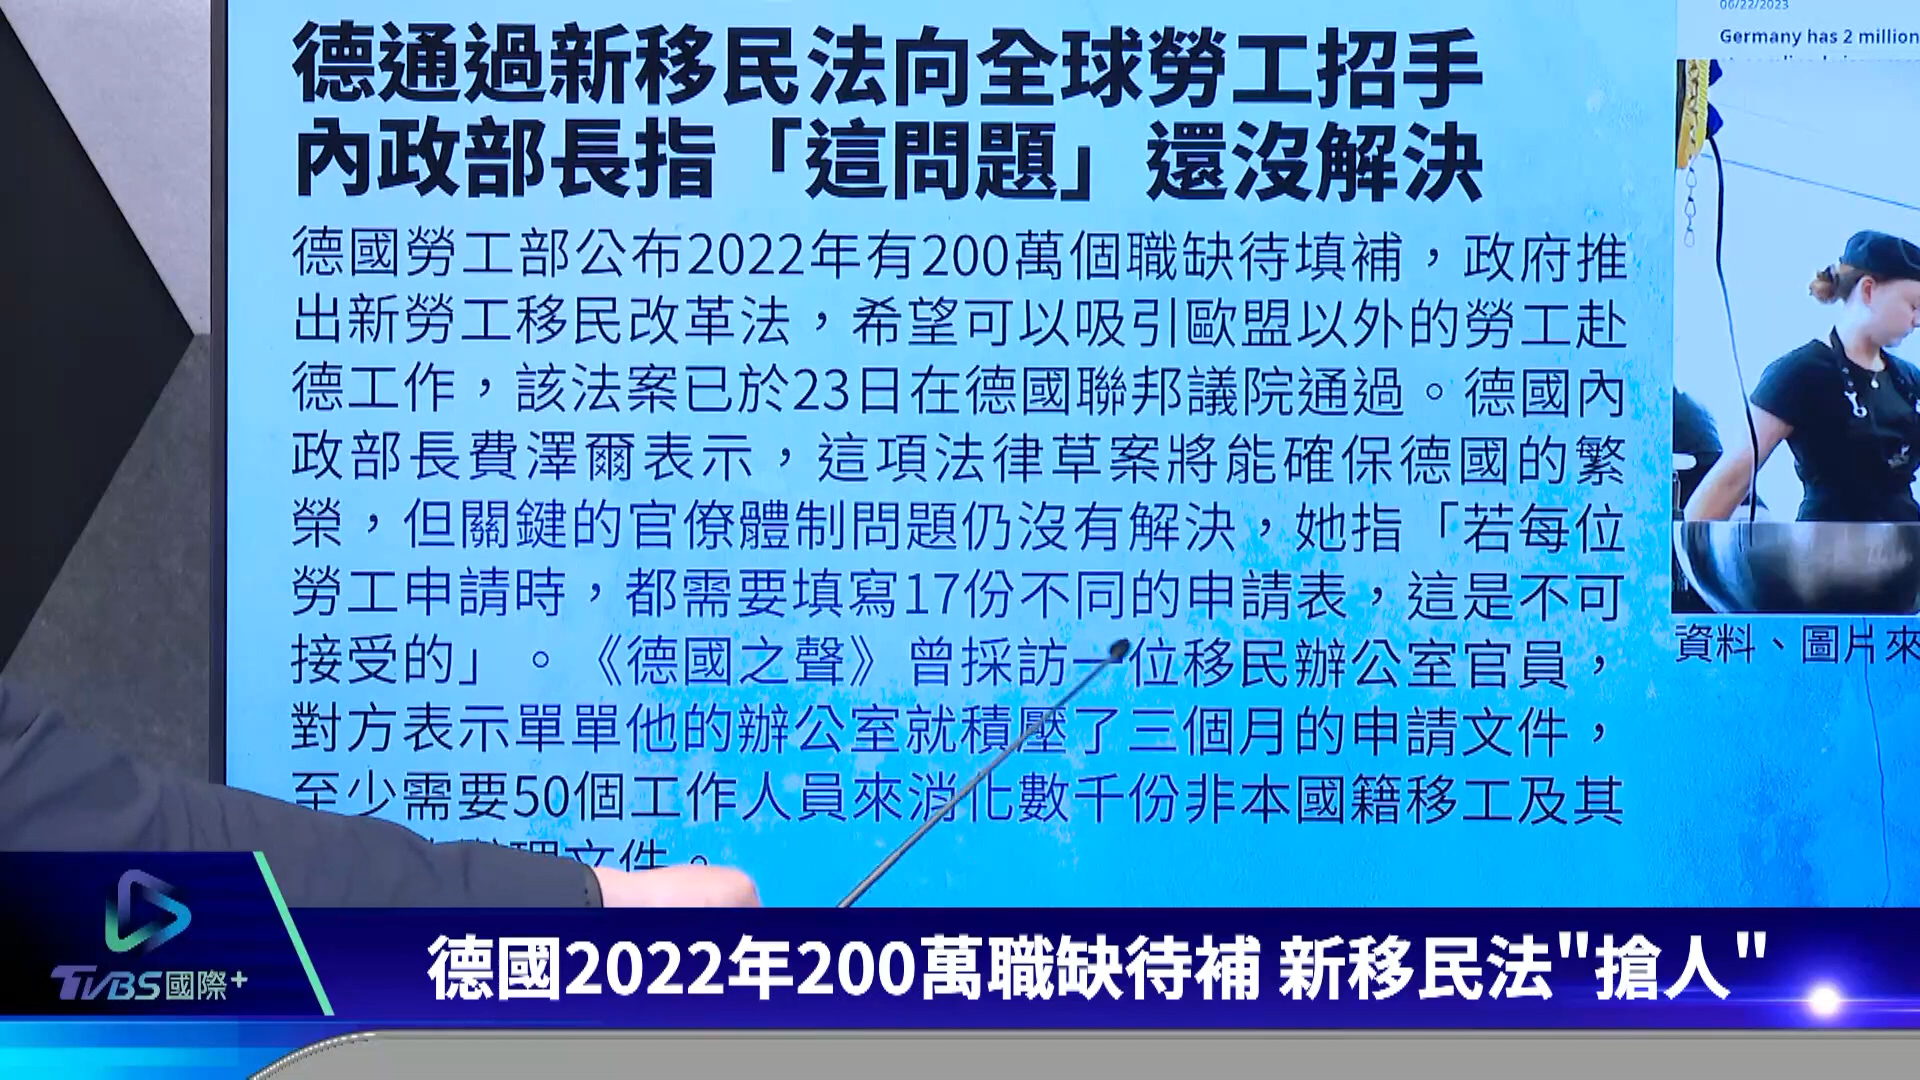 德通過新移民法向全球勞工招手
內政部長指「這問題」還沒解決
德國勞工部公布2022年有200萬個職缺待填補，政府推
出新勞工移民改革法，希望可以吸引歐盟以外的勞工赴
德工作，該法案已於23日在德國聯邦議院通過。德國內
政部長費澤爾表示，這項法律草案將能確保德國的繁
榮，但關鍵的官僚體制問題仍沒有解決，她指「若每位
勞工申請時，都需要填寫17份不同的申請表，這是不可
接受的」。《德國之聲》曾採訪一位移民辦公室官員，
對方表示單單他的辦公室就積壓了三個月的申請文件，
至少需要50個工作人員來消化數千份非本國籍移工及其
理文件。
06/22/2023
Germany has 2 million
資料、圖片來
TVBS國際+
德國2022年200萬職缺待補 新移民法"搶人"